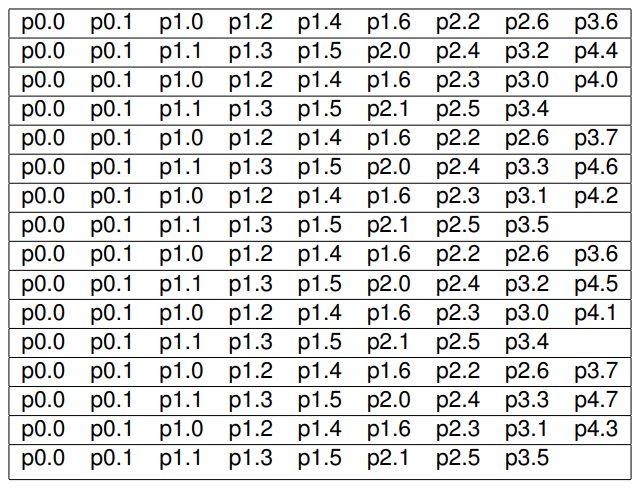 p0.0 p0.1 p1.0 p1.2 p1.4 p1.6 p2.2 p2.6 p3.6
p0.0 p0.1 p1.1 p1.3 p1.5 p2.0 p2.4 p3.2 p4.4
p0.0 p0.1 p1.0 p1.2 p1.4 p1.6 p2.3 p3.0 p4.0
p0.0 p0.1 p1.1 p1.3 p1.5 p2.1 p2.5 p3.4
p0.0 p0.1 p1.0 p1.2 p1.4 p1.6 p2.2 p2.6 p3.7
p0.0 p0.1 p1.1 p1.3 p1.5 p2.0 p2.4 p3.3 p4.6
p0.0 p0.1 p1.0 p1.2 p1.4 p1.6 p2.3 p3.1 p4.2
p0.0 p0.1 p1.1 p1.3 p1.5 p2.1 p2.5 p3.5
p0.0 p0.1 p1.0 p1.2 p1.4 p1.6 p2.2 p2.6 p3.6
p0.0 p0.1 p1.1 p1.3 p1.5 p2.0 p2.4 p3.2 p4.5
p0.0 p0.1 p1.0 p1.2 p1.4 p1.6 p2.3 p3.0 p4.1
p0.0 p0.1 p1.1 p1.3 p1.5 p2.1 p2.5 p3.4
p0.0 p0.1 p1.0 p1.2 p1.4 p1.6 p2.2 p2.6 p3.7
p0.0 p0.1 p1.1 p1.3 p1.5 p2.0 p2.4 p3.3 p4.7
p0.0 p0.1 p1.0 p1.2 p1.4 p1.6 p2.3 p3.1 p4.3
p0.0 p0.1 p1.1 p1.3 p1.5 p2.1 p2.5 p3.5